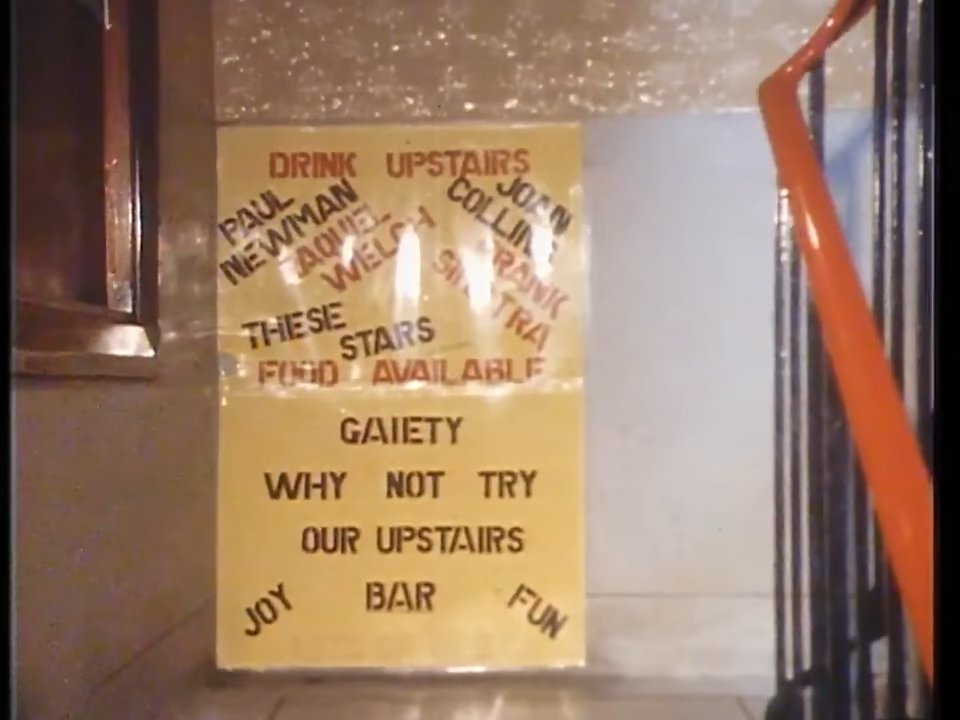 DRINK UPSTAIRS
PAUL
NEWMAN
RAQUEL
WELCH
JOAN
COLLINS
FRANK
SINATRA
THESE
STARS
FOOD AVAILABLE
GAIETY
WHY NOT TRY
OUR UPSTAIRS
JOY BAR FUN